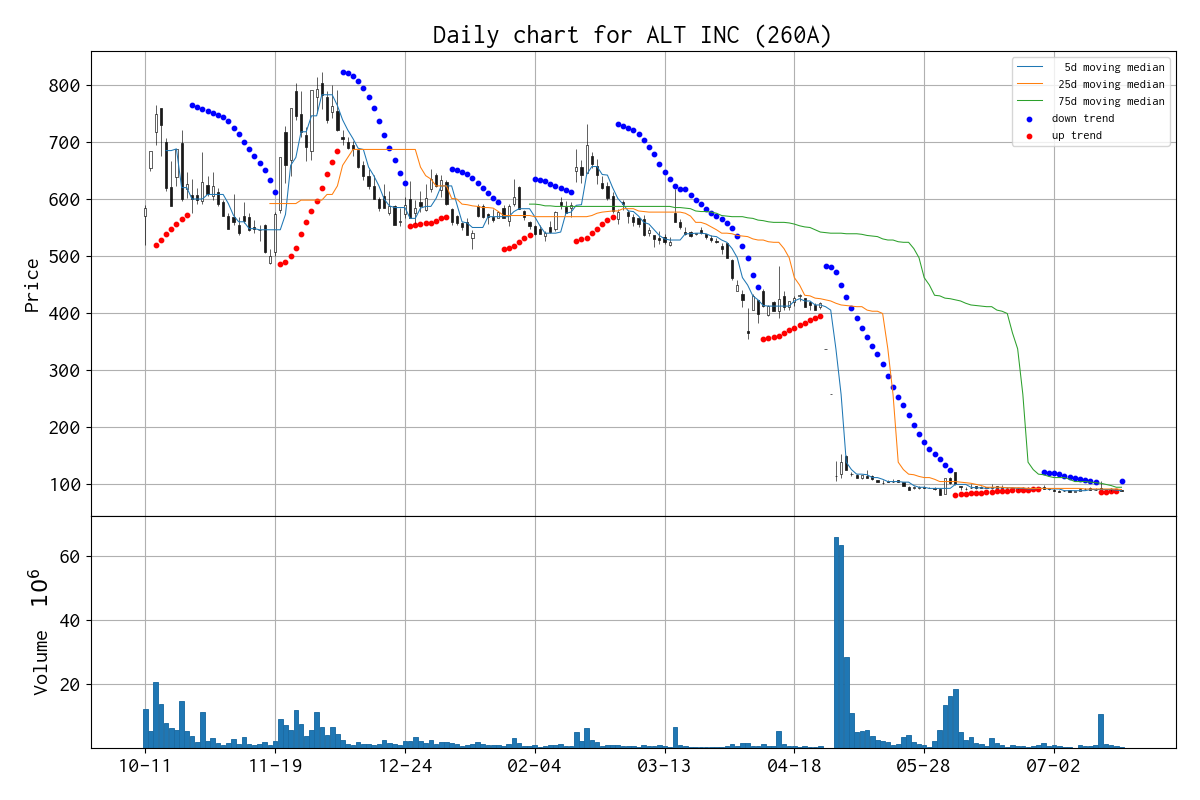 Daily chart for ALT INC (260A)
5d moving median
25d moving median
75d moving median
down trend
up trend
Price
800
700
600
500
400
300
200
100
Volume 10^6
60
40
20
10-11 11-19 12-24 02-04 03-13 04-18 05-28 07-02